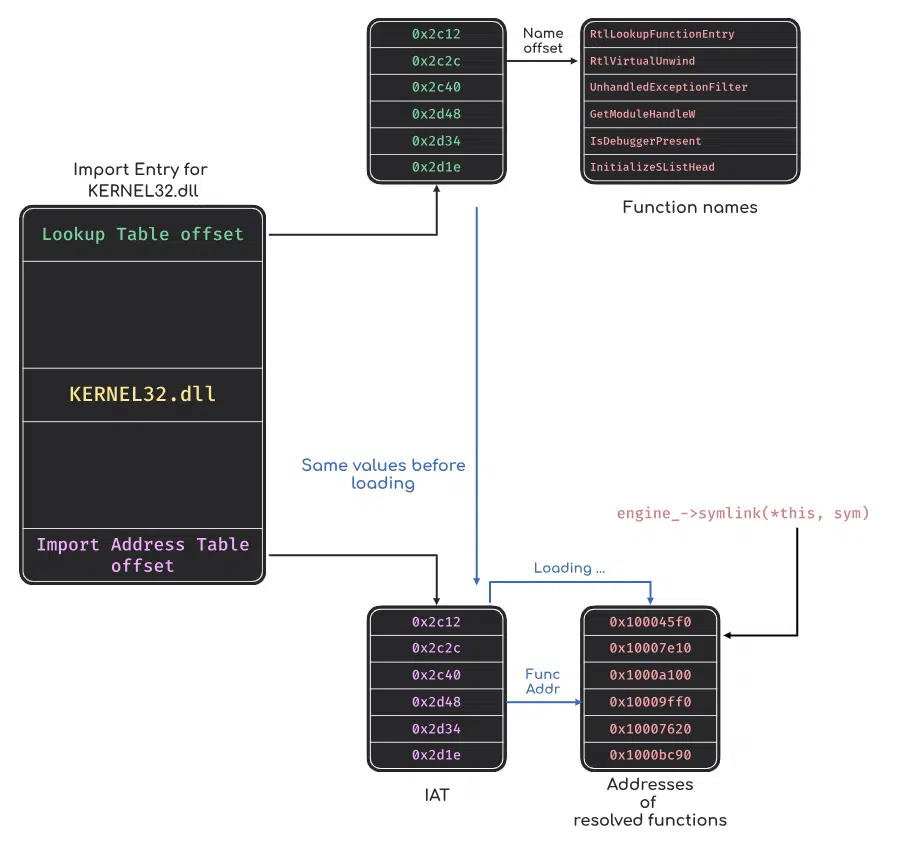 0x2c12
0x2c2c
0x2c40
0x2d48
0x2d34
0x2d1e
Name
offset
RtlLookupFunctionEntry
RtlVirtualUnwind
UnhandledExceptionFilter
GetModuleHandleW
IsDebuggerPresent
InitializeSListHead
Function names
Import Entry for
KERNEL32.dll
Lookup Table offset
KERNEL32.dll
Import Address Table
offset
Same values before
loading
engine_->symlink(*this, sym)
Loading ...
0x2c12
0x2c2c
0x2c40
0x2d48
0x2d34
0x2d1e
IAT
Func
Addr
0x100045f0
0x10007e10
0x1000a100
0x10009ff0
0x10007620
0x1000bc90
Addresses
of
resolved functions